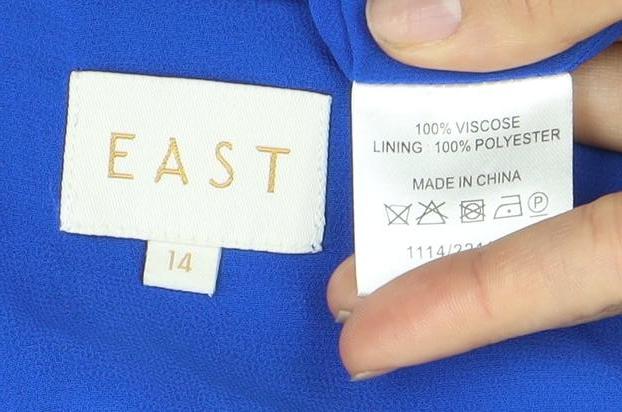 EAST
14
100% VISCOSE
LINING : 100% POLYESTER
MADE IN CHINA
P